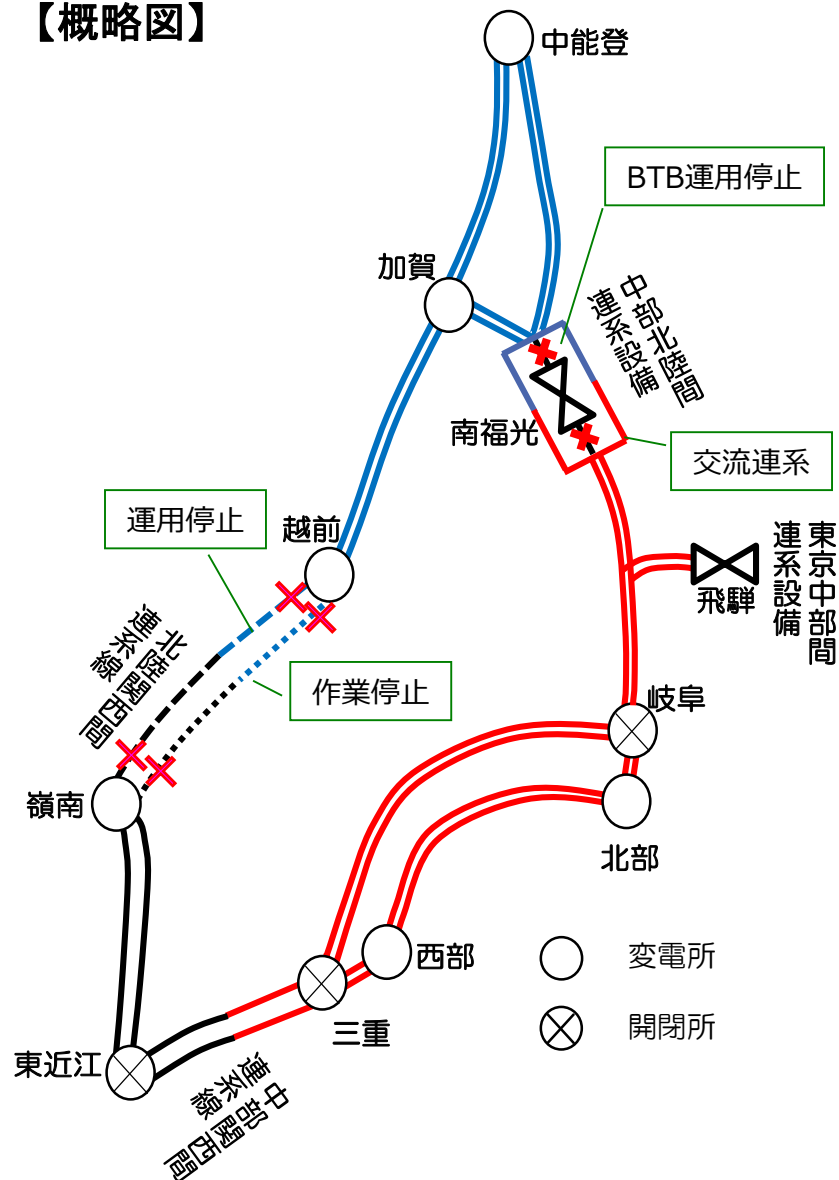 【概略図】
中能登
BTB運用停止
加賀
中部北陸間
連系設備
南福光
交流連系
運用停止
越前
東京中部間
連系設備
飛騨
北陸関西間
連系線
作業停止
岐阜
嶺南
北部
西部
変電所
三重
開閉所
東近江
中部関西間
連系線